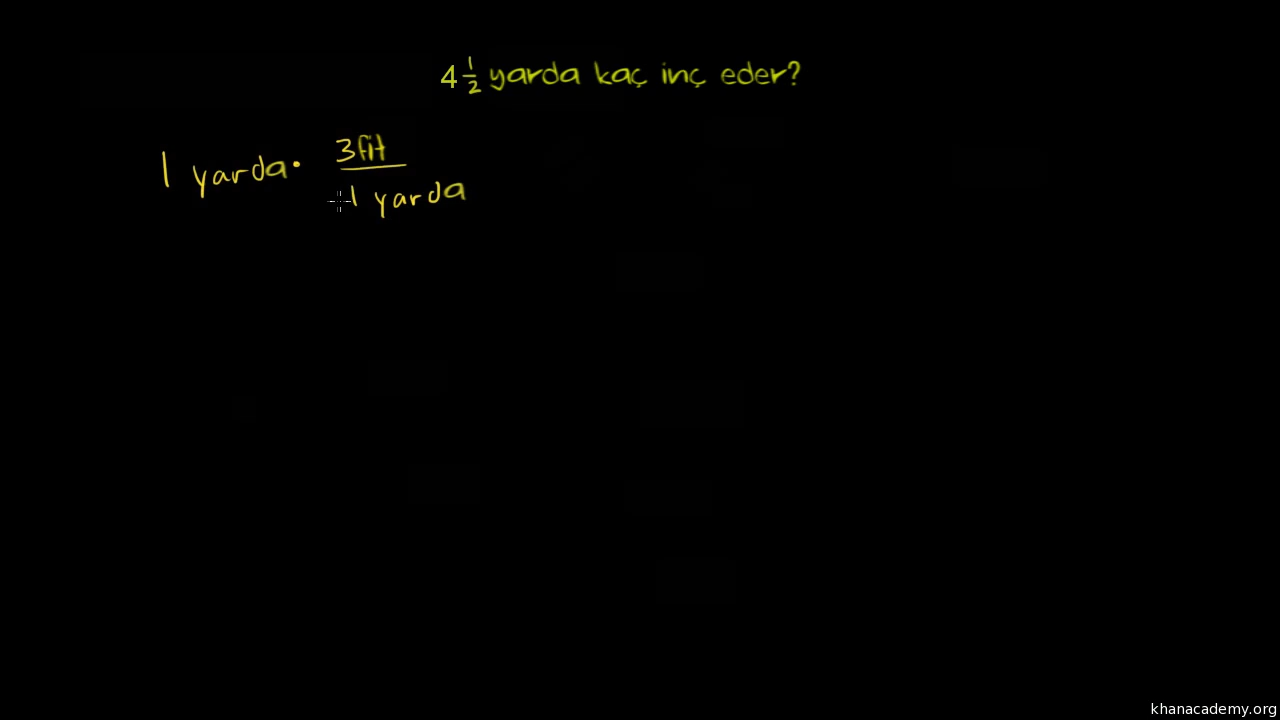 4 1/2 yarda kaç inç eder?
1 yarda · 3 fit / 1 yarda
khanacademy.org